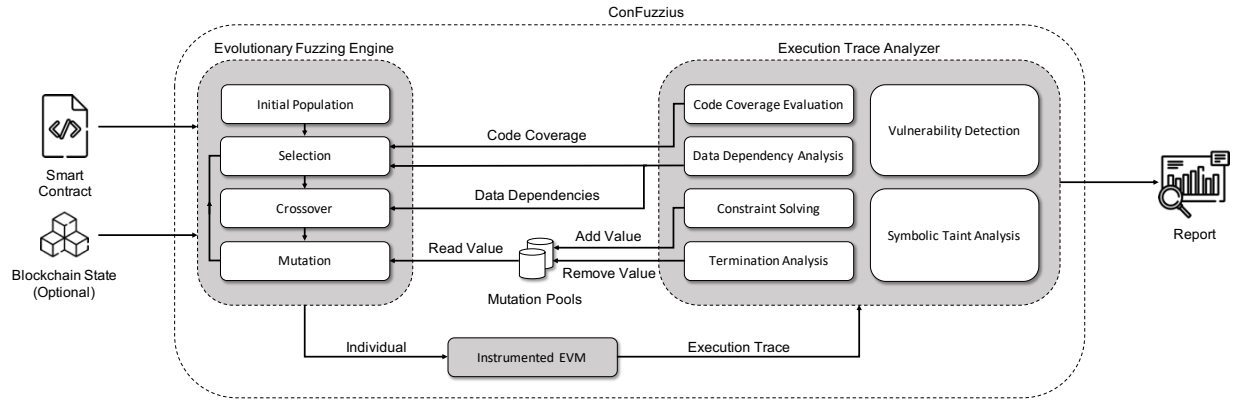 ConFuzzius
Evolutionary Fuzzing Engine
Execution Trace Analyzer
Initial Population
Selection
Crossover
Mutation
Code Coverage
Data Dependencies
Read Value
Add Value
Remove Value
Mutation Pools
Code Coverage Evaluation
Data Dependency Analysis
Constraint Solving
Termination Analysis
Vulnerability Detection
Symbolic Taint Analysis
Smart
Contract
Blockchain State
(Optional)
Report
Individual
Instrumented EVM
Execution Trace